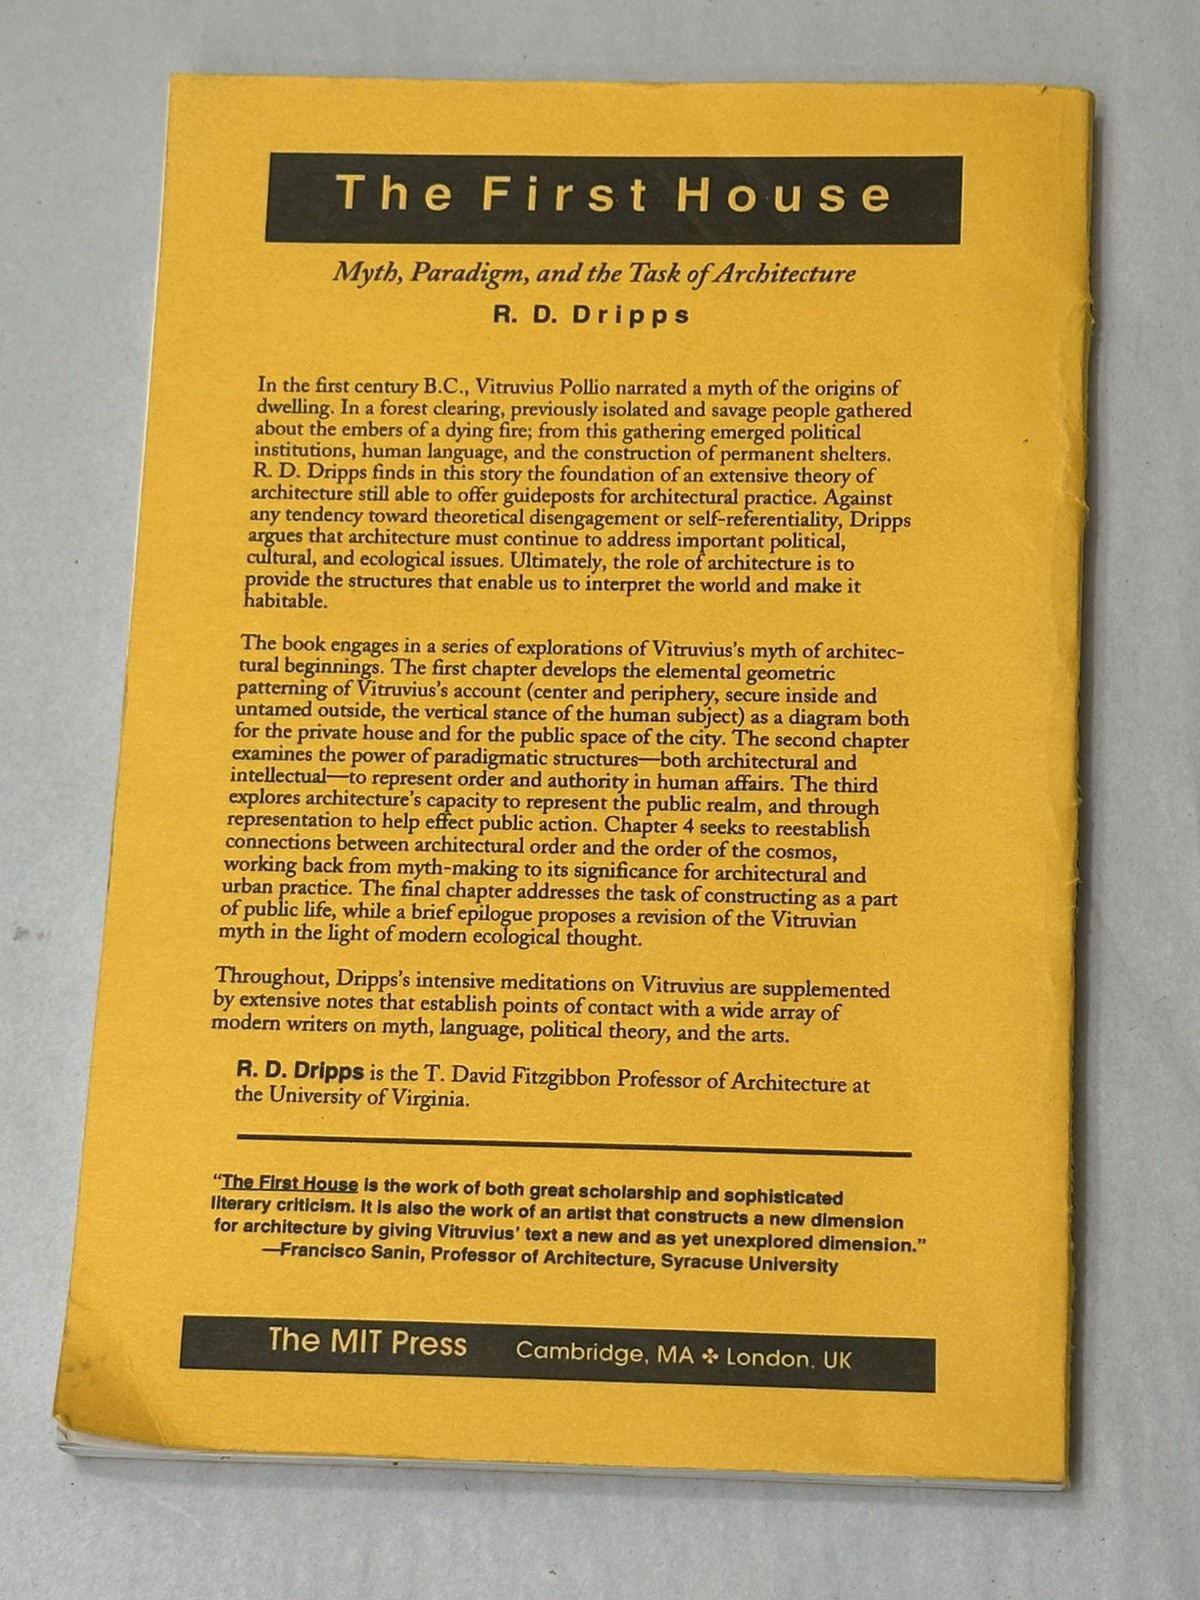 The First House
Myth, Paradigm, and the Task of Architecture
R. D. Dripps
In the first century B.C., Vitruvius Pollio narrated a myth of the origins of
dwelling. In a forest clearing, previously isolated and savage people gathered
about the embers of a dying fire; from this gathering emerged political
institutions, human language, and the construction of permanent shelters.
R. D. Dripps finds in this story the foundation of an extensive theory of
architecture still able to offer guideposts for architectural practice. Against
any tendency toward theoretical disengagement or self-referentiality, Dripps
argues that architecture must continue to address important political,
cultural, and ecological issues. Ultimately, the role of architecture is to
provide the structures that enable us to interpret the world and make it
habitable.
The book engages in a series of explorations of Vitruvius's myth of architec-
tural beginnings. The first chapter develops the elemental geometric
patterning of Vitruvius's account (center and periphery, secure inside and
untamed outside, the vertical stance of the human subject) as a diagram both
for the private house and for the public space of the city. The second chapter
examines the power of paradigmatic structures—both architectural and
intellectual—to represent order and authority in human affairs. The third
explores architecture's capacity to represent the public realm, and through
representation to help effect public action. Chapter 4 seeks to reestablish
connections between architectural order and the order of the cosmos,
working back from myth-making to its significance for architectural and
urban practice. The final chapter addresses the task of constructing as a part
of public life, while a brief epilogue proposes a revision of the Vitruvian
myth in the light of modern ecological thought.
Throughout, Dripps's intensive meditations on Vitruvius are supplemented
by extensive notes that establish points of contact with a wide array of
modern writers on myth, language, political theory, and the arts.
R. D. Dripps is the T. David Fitzgibbon Professor of Architecture at
the University of Virginia.
“The First House is the work of both great scholarship and sophisticated
literary criticism. It is also the work of an artist that constructs a new dimension
for architecture by giving Vitruvius' text a new and as yet unexplored dimension.”
—Francisco Sanin, Professor of Architecture, Syracuse University
The MIT Press Cambridge, MA ✣ London, UK